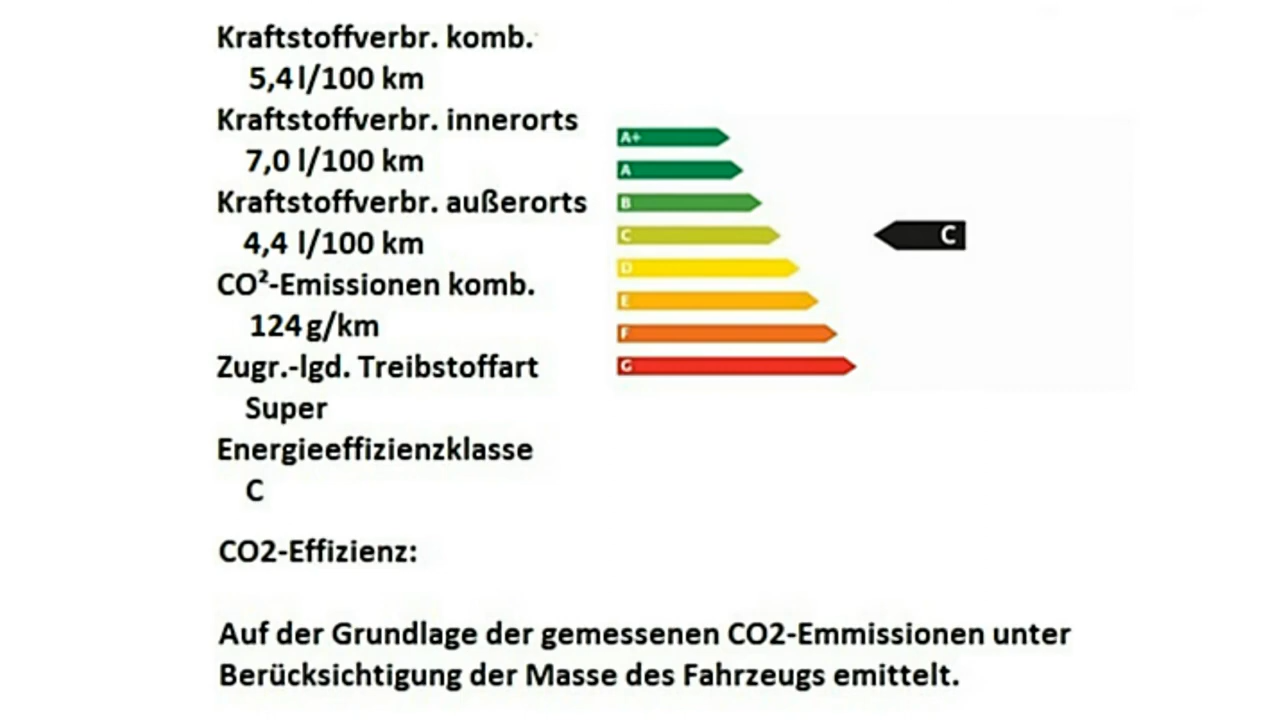 Kraftstoffverbr. komb.
5,4 l/100 km
Kraftstoffverbr. innerorts
7,0 l/100 km
Kraftstoffverbr. außerorts
4,4 l/100 km
CO²-Emissionen komb.
124 g/km
Zugr.-lgd. Treibstoffart
Super
Energieeffizienzklasse
C
A+
A
B
C
C
D
E
F
G
CO2-Effizienz:
Auf der Grundlage der gemessenen CO2-Emmissionen unter
Berücksichtigung der Masse des Fahrzeugs emittelt.